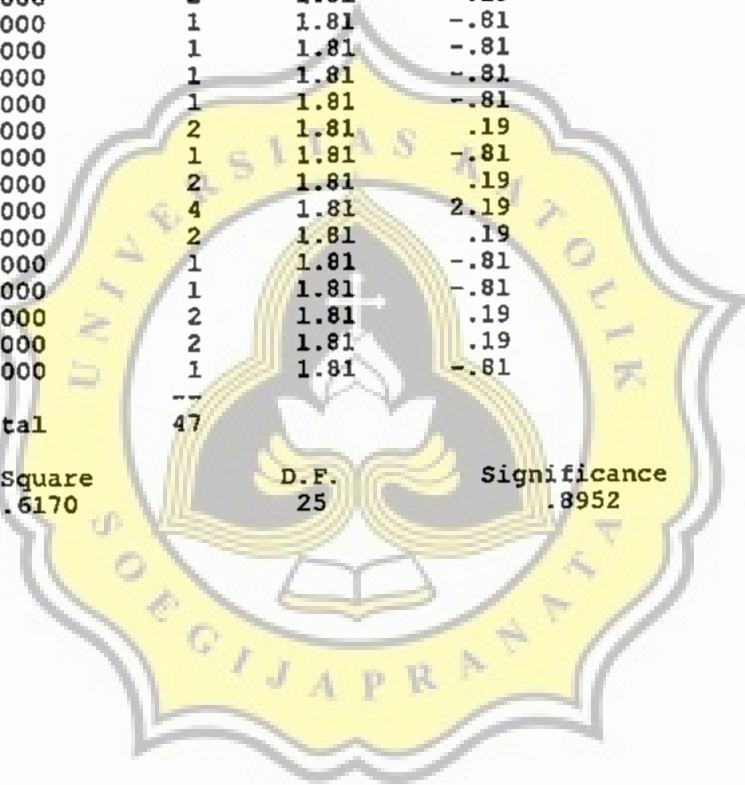 000 1 1.81 -.81
000 1 1.81 -.81
000 1 1.81 -.81
000 1 1.81 -.81
000 2 1.81 .19
000 1 1.81 -.81
000 2 1.81 .19
000 4 1.81 2.19
000 2 1.81 .19
000 1 1.81 -.81
000 1 1.81 -.81
000 2 1.81 .19
000 2 1.81 .19
000 1 1.81 -.81
--
tal 47
Square D.F. Significance
.6170 25 .8952
UNIVERSITAS KATOLIK
SOEGIJAPRANATA